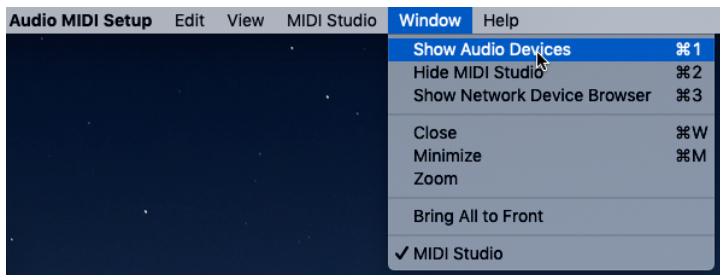 Audio MIDI Setup Edit View MIDI Studio Window Help
Show Audio Devices ⌘1
Hide MIDI Studio ⌘2
Show Network Device Browser ⌘3
Close ⌘W
Minimize ⌘M
Zoom
Bring All to Front
✓ MIDI Studio